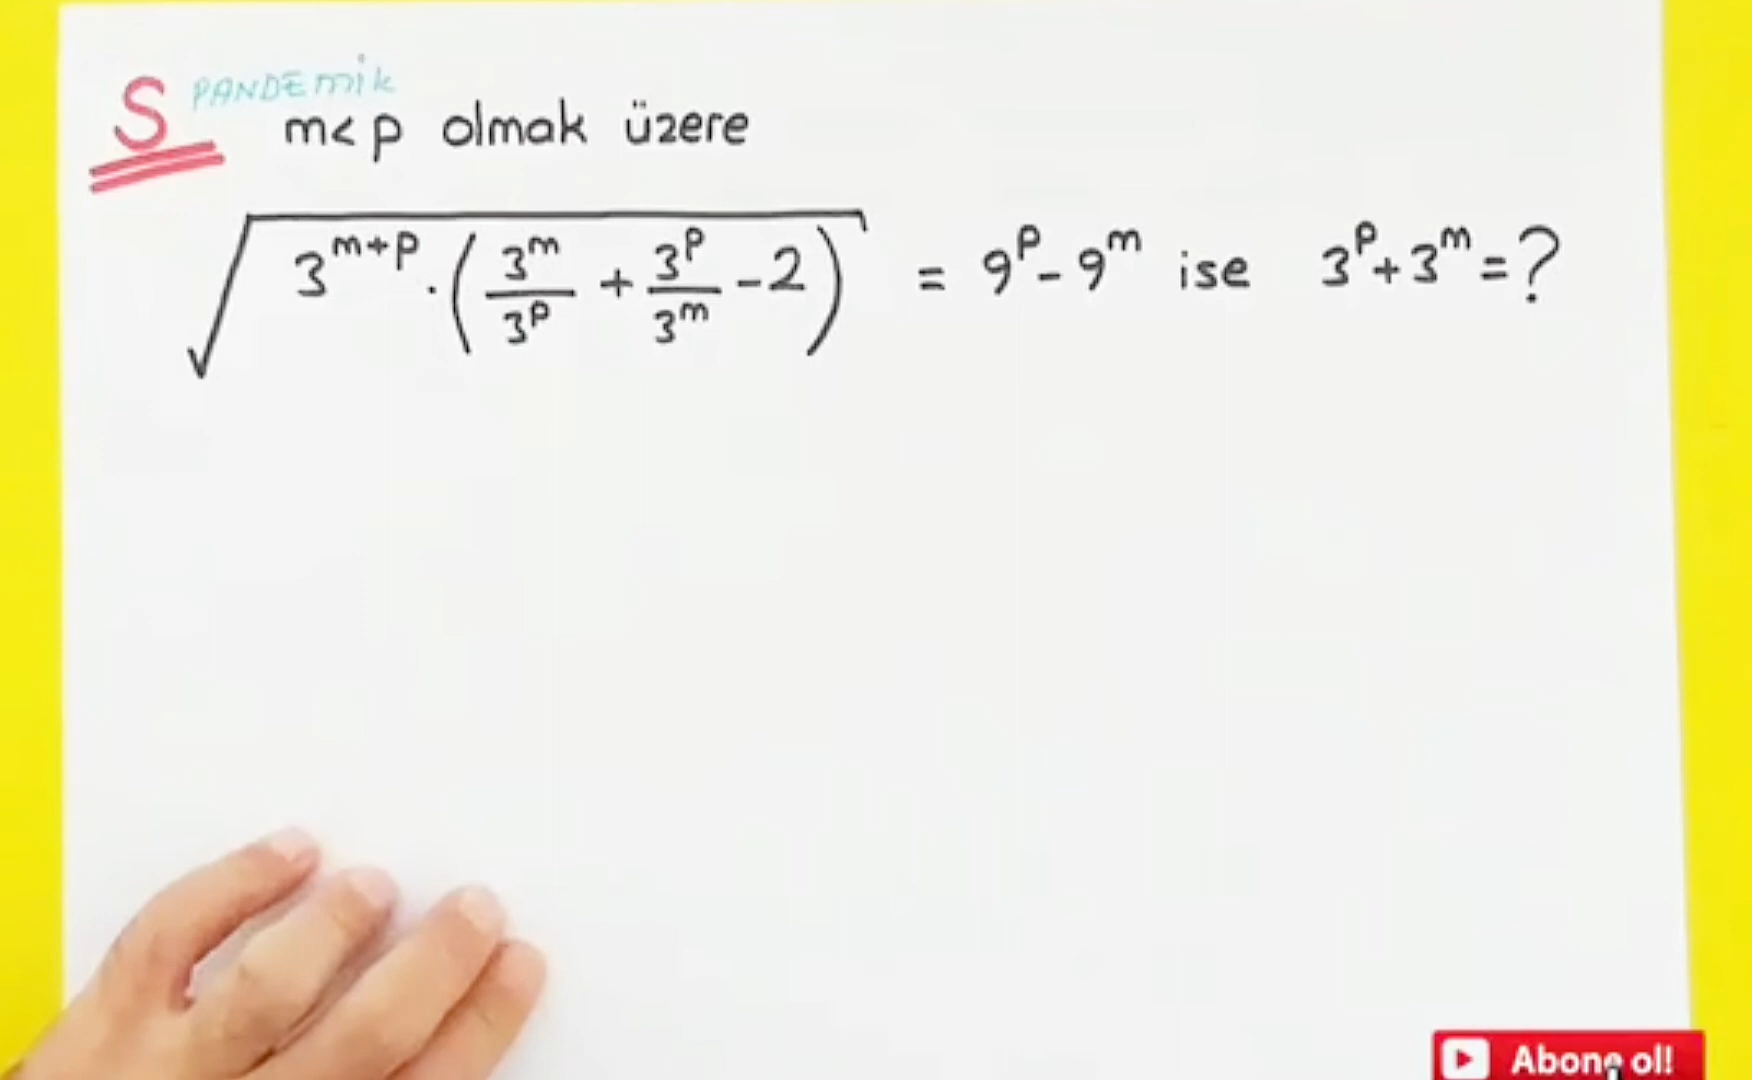 S PANDEMİK
m<p olmak üzere
√(3^(m+p) · (3^m/3^p + 3^p/3^m - 2)) = 9^p - 9^m ise 3^p + 3^m = ?
Abone ol!